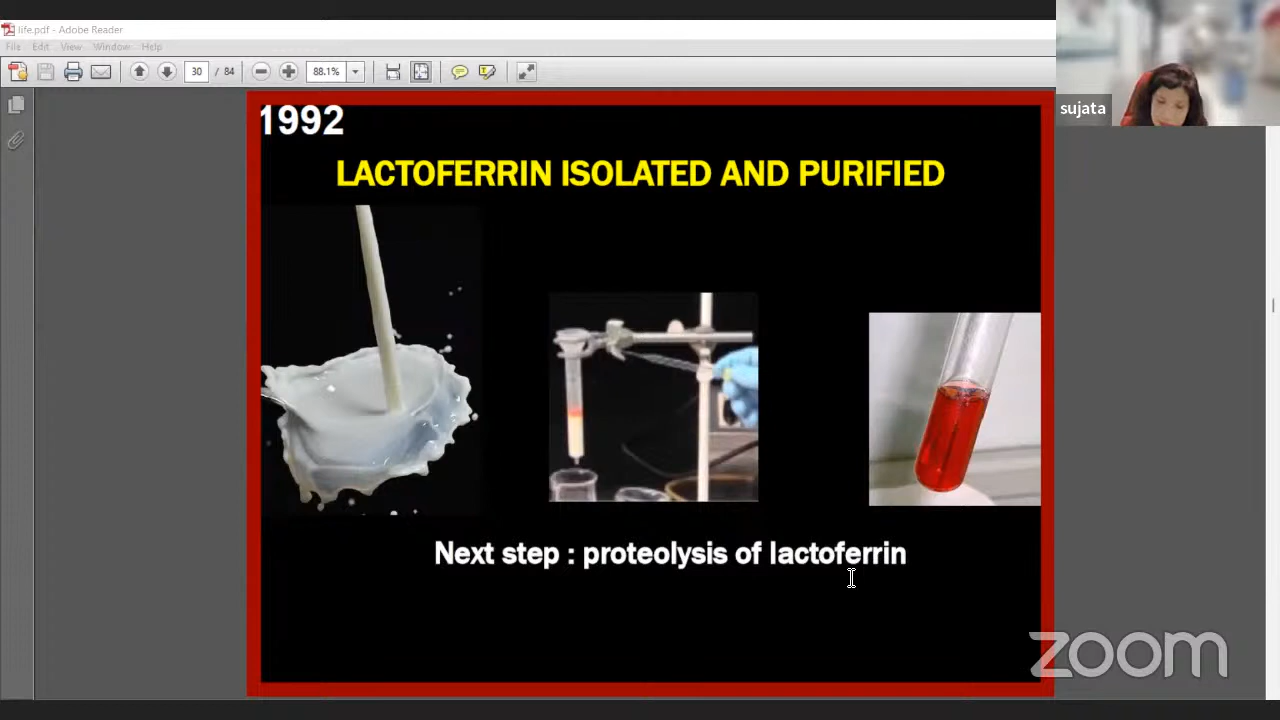 life.pdf - Adobe Reader
File Edit View Window Help
30 / 84
88.1%
sujata
1992
LACTOFERRIN ISOLATED AND PURIFIED
Next step : proteolysis of lactoferrin
zoom